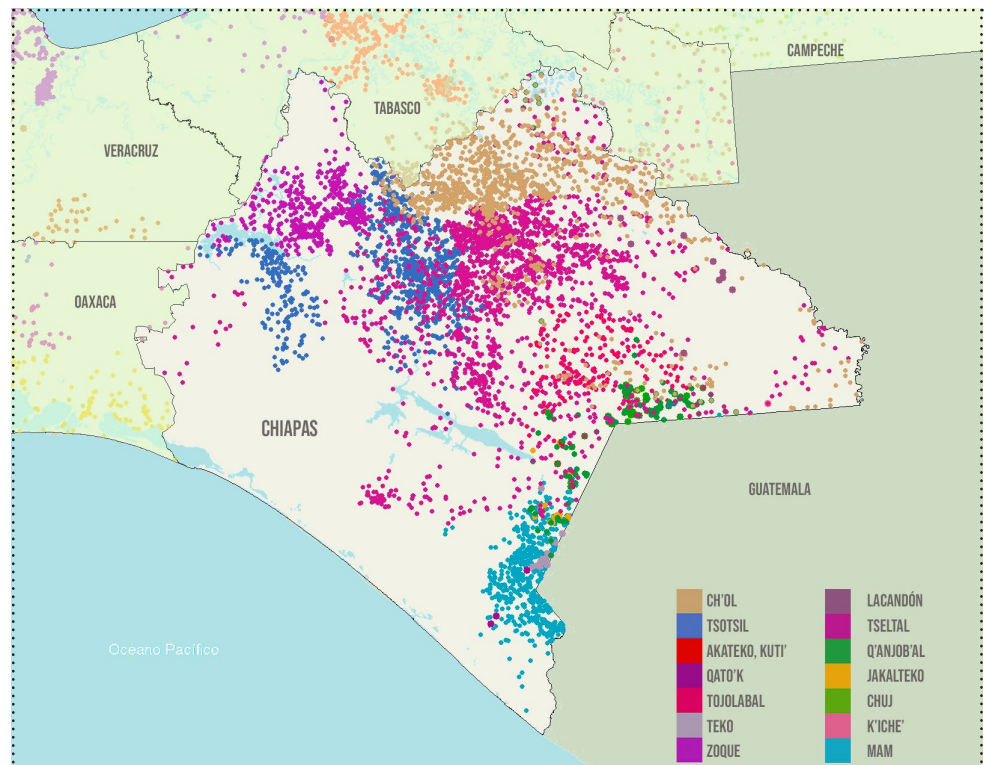 CAMPECHE
TABASCO
VERACRUZ
OAXACA
CHIAPAS
GUATEMALA
Oceano Pacífico
CH'OL
TSOTSIL
AKATEKO, KUTI'
QATO'K
TOJOLABAL
TEKO
ZOQUE
LACANDÓN
TSELTAL
Q'ANJOB'AL
JAKALTEKO
CHUJ
K'ICHE'
MAM